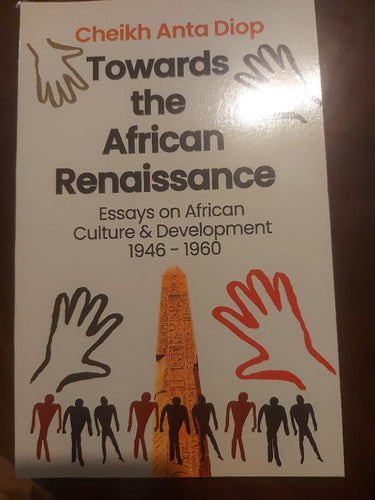 Cheikh Anta Diop
Towards
the
African
Renaissance
Essays on African
Culture & Development
1946 - 1960